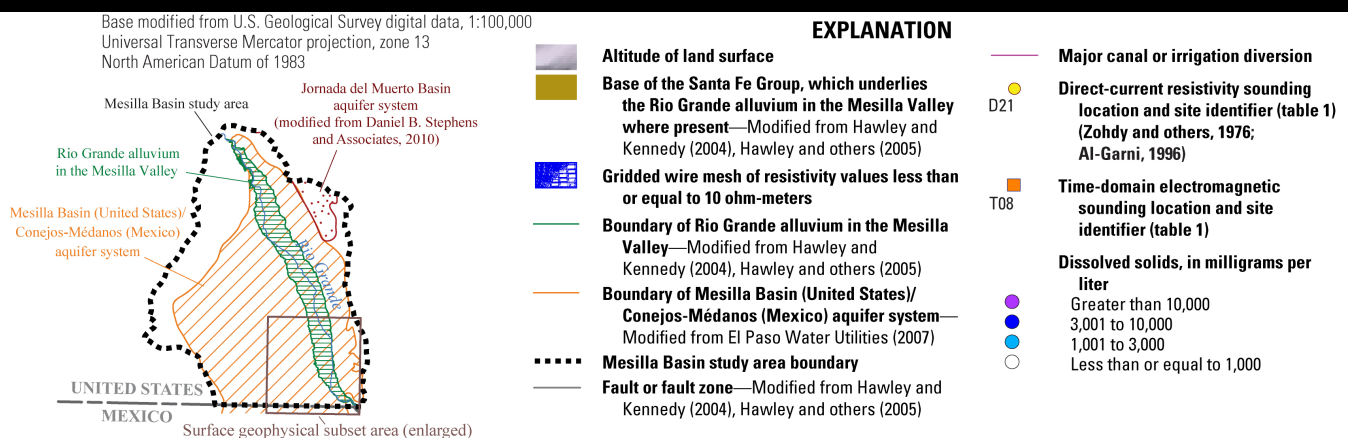 Base modified from U.S. Geological Survey digital data, 1:100,000
Universal Transverse Mercator projection, zone 13
North American Datum of 1983
Jornada del Muerto Basin
aquifer system
(modified from Daniel B. Stephens
and Associates, 2010)
Mesilla Basin study area
Rio Grande alluvium
in the Mesilla Valley
Mesilla Basin (United States)/
Conejos-Médanos (Mexico)
aquifer system
Rio Grande
UNITED STATES
MEXICO
Surface geophysical subset area (enlarged)
EXPLANATION
Altitude of land surface
Base of the Santa Fe Group, which underlies
the Rio Grande alluvium in the Mesilla Valley
where present—Modified from Hawley and
Kennedy (2004), Hawley and others (2005)
Gridded wire mesh of resistivity values less than
or equal to 10 ohm-meters
Boundary of Rio Grande alluvium in the Mesilla
Valley—Modified from Hawley and
Kennedy (2004), Hawley and others (2005)
Boundary of Mesilla Basin (United States)/
Conejos-Médanos (Mexico) aquifer system—
Modified from El Paso Water Utilities (2007)
Mesilla Basin study area boundary
Fault or fault zone—Modified from Hawley and
Kennedy (2004), Hawley and others (2005)
Major canal or irrigation diversion
D21
Direct-current resistivity sounding
location and site identifier (table 1)
(Zohdy and others, 1976;
Al-Garni, 1996)
T08
Time-domain electromagnetic
sounding location and site
identifier (table 1)
Dissolved solids, in milligrams per
liter
Greater than 10,000
3,001 to 10,000
1,001 to 3,000
Less than or equal to 1,000